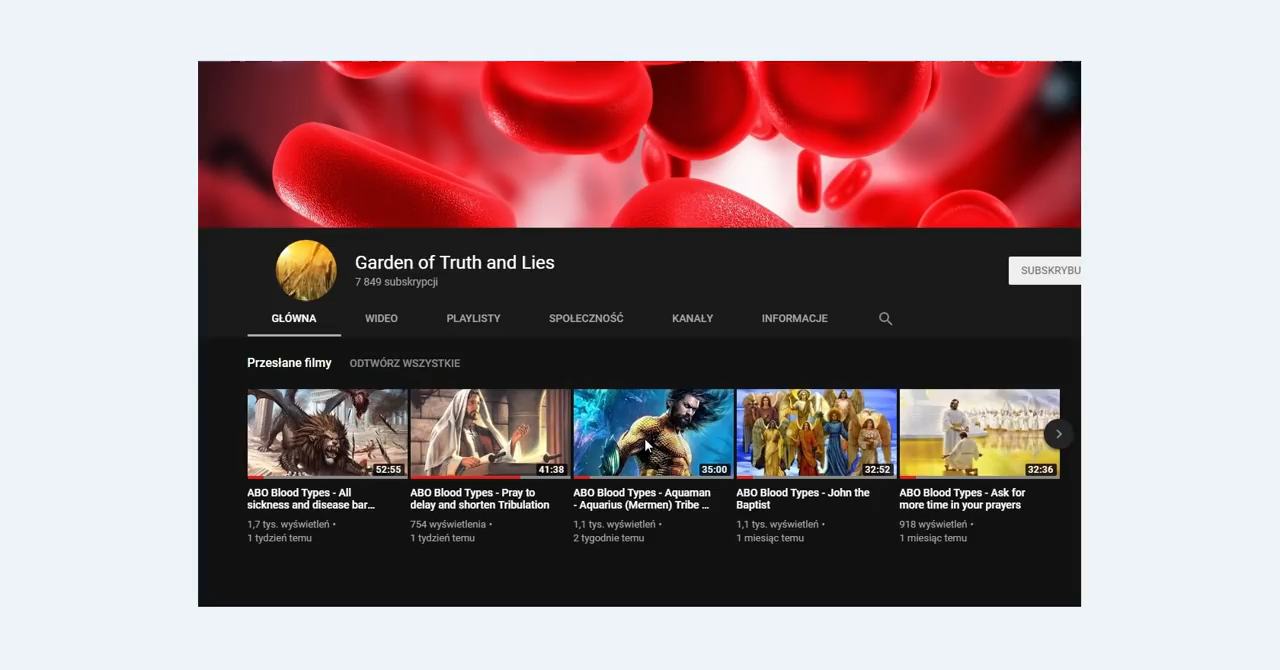 Garden of Truth and Lies
7 849 subskrypcji
SUBSKRYBU
GŁÓWNA WIDEO PLAYLISTY SPOŁECZNOŚĆ KANAŁY INFORMACJE
Przesłane filmy ODTWÓRZ WSZYSTKIE
52:55 41:38 35:00 32:52 32:36
ABO Blood Types - All
sickness and disease bar...
1,7 tys. wyświetleń •
1 tydzień temu
ABO Blood Types - Pray to
delay and shorten Tribulation
754 wyświetlenia •
1 tydzień temu
ABO Blood Types - Aquaman
- Aquarius (Mermen) Tribe ...
1,1 tys. wyświetleń •
2 tygodnie temu
ABO Blood Types - John the
Baptist
1,1 tys. wyświetleń •
1 miesiąc temu
ABO Blood Types - Ask for
more time in your prayers
918 wyświetleń •
1 miesiąc temu